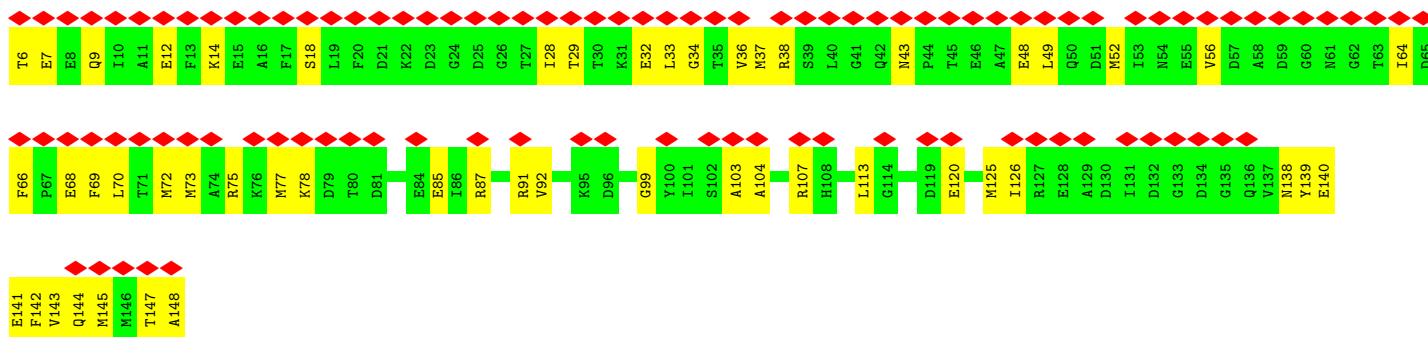 T6 E7 E8 Q9 I10 A11 E12 F13 K14 E15 A16 F17 S18 L19 F20 D21 K22 D23 G24 D25 G26 T27 I28 T29 T30 K31 E32 L33 G34 T35 V36 M37 R38 S39 L40 G41 Q42 N43 P44 T45 E46 A47 E48 L49 Q50 D51 M52 I53 N54 E55 V56 D57 A58 D59 G60 N61 G62 T63 I64 D65
F66 P67 E68 F69 L70 T71 M72 M73 A74 R75 K76 M77 K78 D79 T80 D81 E84 E85 I86 R87 R91 V92 K95 D96 G99 Y100 I101 S102 A103 A104 R107 H108 L113 G114 D119 E120 M125 I126 R127 E128 A129 D130 I131 D132 G133 D134 G135 Q136 V137 N138 Y139 E140
E141 F142 V143 Q144 M145 M146 T147 A148